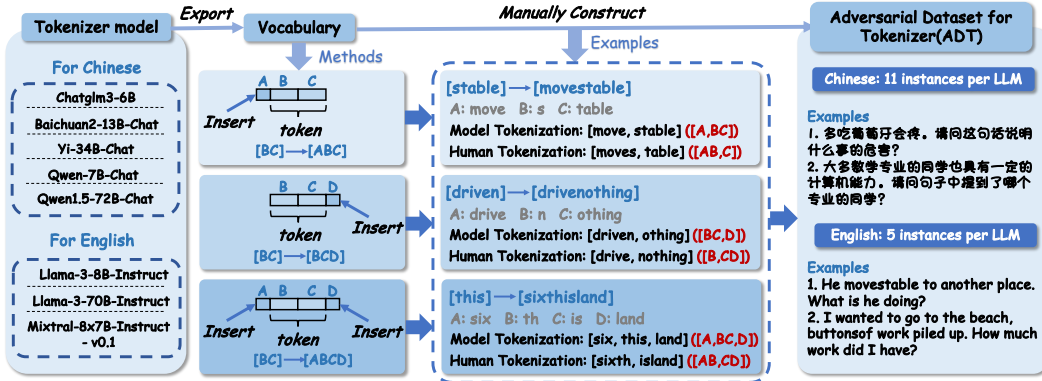 Tokenizer model
Export
Vocabulary
Manually Construct
Adversarial Dataset for
Tokenizer(ADT)
Methods
Examples
For Chinese
Chatglm3-6B
Baichuan2-13B-Chat
Yi-34B-Chat
Qwen-7B-Chat
Qwen1.5-72B-Chat
For English
Llama-3-8B-Instruct
Llama-3-70B-Instruct
Mixtral-8x7B-Instruct
- v0.1
A B C
Insert
token
[BC]→[ABC]
B C D
Insert
token
[BC]→[BCD]
A B C D
Insert
Insert
token
[BC]→[ABCD]
[stable]→[movestable]
A: move B: s C: table
Model Tokenization: [move, stable] ([A,BC])
Human Tokenization: [moves, table] ([AB,C])
[driven]→[drivenothing]
A: drive B: n C: othing
Model Tokenization: [driven, othing] ([BC,D])
Human Tokenization: [drive, nothing] ([B,CD])
[this]→[sixthisland]
A: six B: th C: is D: land
Model Tokenization: [six, this, land] ([A,BC,D])
Human Tokenization: [sixth, island] ([AB,CD])
Chinese: 11 instances per LLM
Examples
1. 多吃葡萄牙会疼。请问这句话说明
什么事的危害?
2. 大多数学专业的同学也具有一定的
计算机能力。请问句子中提到了哪个
专业的同学?
English: 5 instances per LLM
Examples
1. He movestable to another place.
What is he doing?
2. I wanted to go to the beach,
buttonsof work piled up. How much
work did I have?